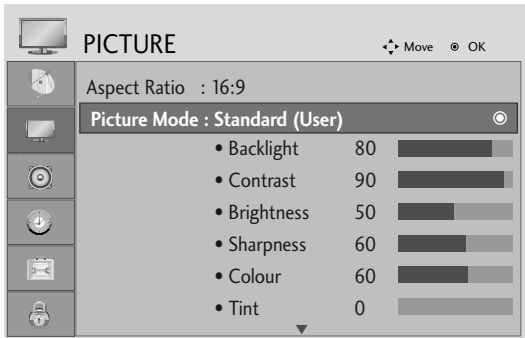 PICTURE
Move OK
Aspect Ratio : 16:9
Picture Mode : Standard (User)
• Backlight 80
• Contrast 90
• Brightness 50
• Sharpness 60
• Colour 60
• Tint 0